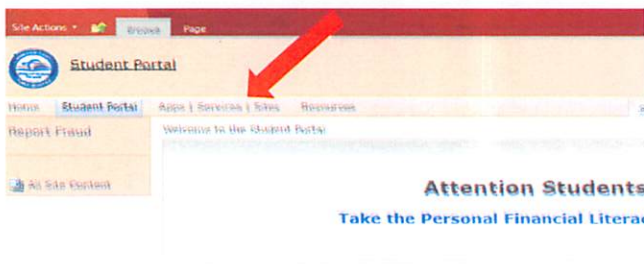 Site Actions Browse Page
Student Portal
Home Student Portal Apps | Services | Sites Resources
Report Fraud Welcome to the Student Portal
All Site Content
Attention Students
Take the Personal Financial Literac